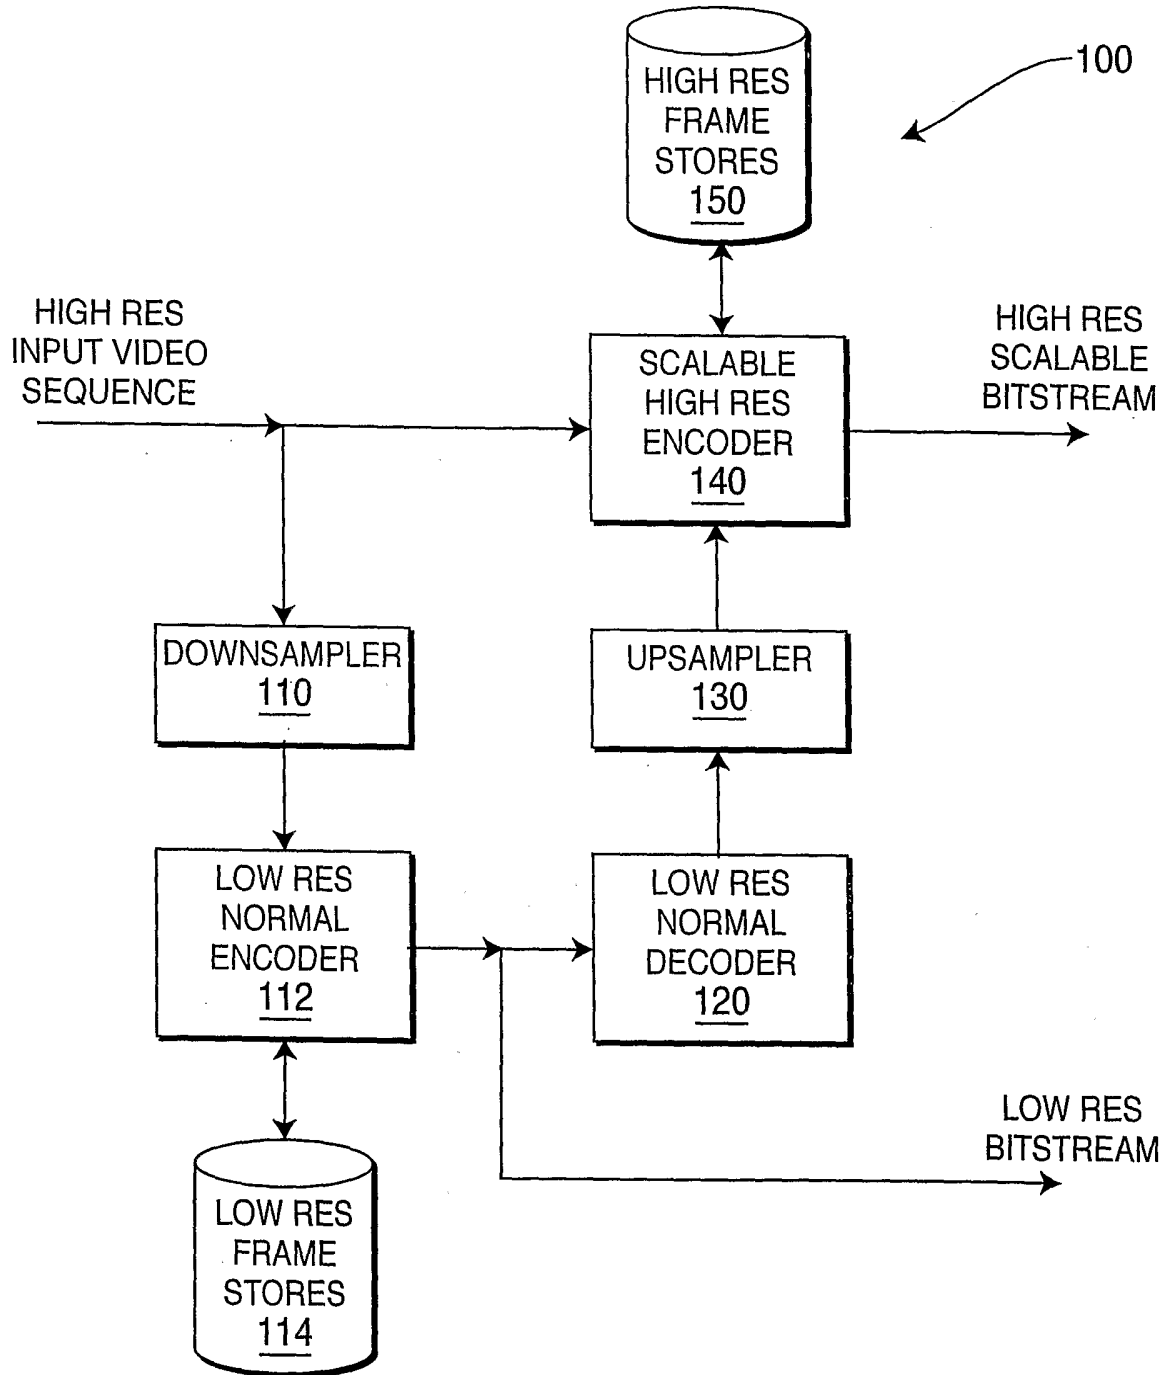 HIGH RES
FRAME
STORES
150
100
HIGH RES
INPUT VIDEO
SEQUENCE
SCALABLE
HIGH RES
ENCODER
140
HIGH RES
SCALABLE
BITSTREAM
DOWNSAMPLER
110
UPSAMPLER
130
LOW RES
NORMAL
ENCODER
112
LOW RES
NORMAL
DECODER
120
LOW RES
BITSTREAM
LOW RES
FRAME
STORES
114